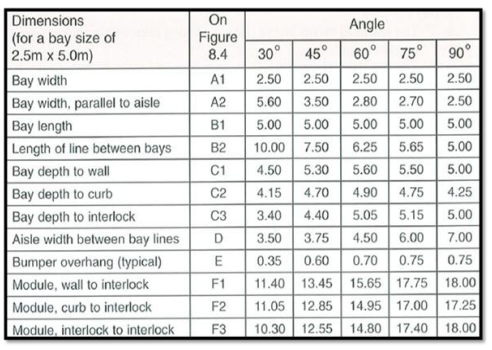 Dimensions On Angle
(for a bay size of Figure
2.5m x 5.0m) 8.4 30° 45° 60° 75° 90°
Bay width A1 2.50 2.50 2.50 2.50 2.50
Bay width, parallel to aisle A2 5.60 3.50 2.80 2.70 2.50
Bay length B1 5.00 5.00 5.00 5.00 5.00
Length of line between bays B2 10.00 7.50 6.25 5.65 5.00
Bay depth to wall C1 4.50 5.30 5.60 5.50 5.00
Bay depth to curb C2 4.15 4.70 4.90 4.75 4.25
Bay depth to interlock C3 3.40 4.40 5.05 5.15 5.00
Aisle width between bay lines D 3.50 3.75 4.50 6.00 7.00
Bumper overhang (typical) E 0.35 0.60 0.70 0.75 0.75
Module, wall to interlock F1 11.40 13.45 15.65 17.75 18.00
Module, curb to interlock F2 11.05 12.85 14.95 17.00 17.25
Module, interlock to interlock F3 10.30 12.55 14.80 17.40 18.00